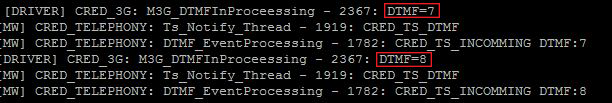 [DRIVER] CRED_3G: M3G_DTMFInProceessing - 2367: DTMF=7
[MW] CRED_TELEPHONY: Ts_Notify_Thread - 1919: CRED_TS_DTMF
[MW] CRED_TELEPHONY: DTMF_EventProcessing - 1782: CRED_TS_INCOMMING DTMF:7
[DRIVER] CRED_3G: M3G_DTMFInProceessing - 2367: DTMF=8
[MW] CRED_TELEPHONY: Ts_Notify_Thread - 1919: CRED_TS_DTMF
[MW] CRED_TELEPHONY: DTMF_EventProcessing - 1782: CRED_TS_INCOMMING DTMF:8